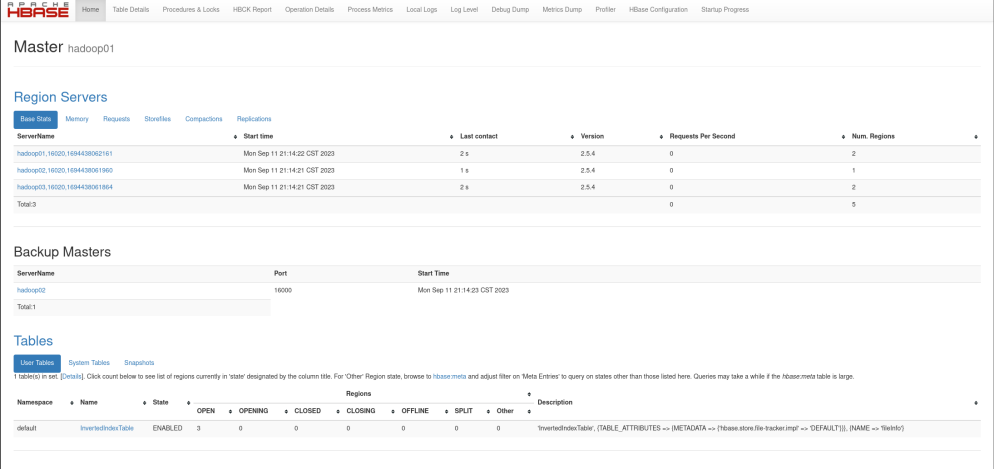 APACHE
HBASE Home Table Details Procedures & Locks HBCK Report Operation Details Process Metrics Local Logs Log Level Debug Dump Metrics Dump Profiler HBase Configuration Startup Progress
Master hadoop01
Region Servers
Base Stats Memory Requests Storefiles Compactions Replications
ServerName Start time Last contact Version Requests Per Second Num. Regions
hadoop01,16020,1694438062161 Mon Sep 11 21:14:22 CST 2023 2 s 2.5.4 0 2
hadoop02,16020,1694438061960 Mon Sep 11 21:14:21 CST 2023 1 s 2.5.4 0 1
hadoop03,16020,1694438061864 Mon Sep 11 21:14:21 CST 2023 2 s 2.5.4 0 2
Total:3 0 5
Backup Masters
ServerName Port Start Time
hadoop02 16000 Mon Sep 11 21:14:23 CST 2023
Total:1
Tables
User Tables System Tables Snapshots
1 table(s) in set. [Details]. Click count below to see list of regions currently in 'state' designated by the column title. For 'Other' Region state, browse to hbase:meta and adjust filter on 'Meta Entries' to query on states other than those listed here. Queries may take a while if the hbase:meta table is large.
Namespace Name State Regions Description
OPEN OPENING CLOSED CLOSING OFFLINE SPLIT Other
default InvertedIndexTable ENABLED 3 0 0 0 0 0 0 'InvertedIndexTable', {TABLE_ATTRIBUTES => {METADATA => {'hbase.store.file-tracker.impl' => 'DEFAULT'}}}, {NAME => 'fileInfo'}